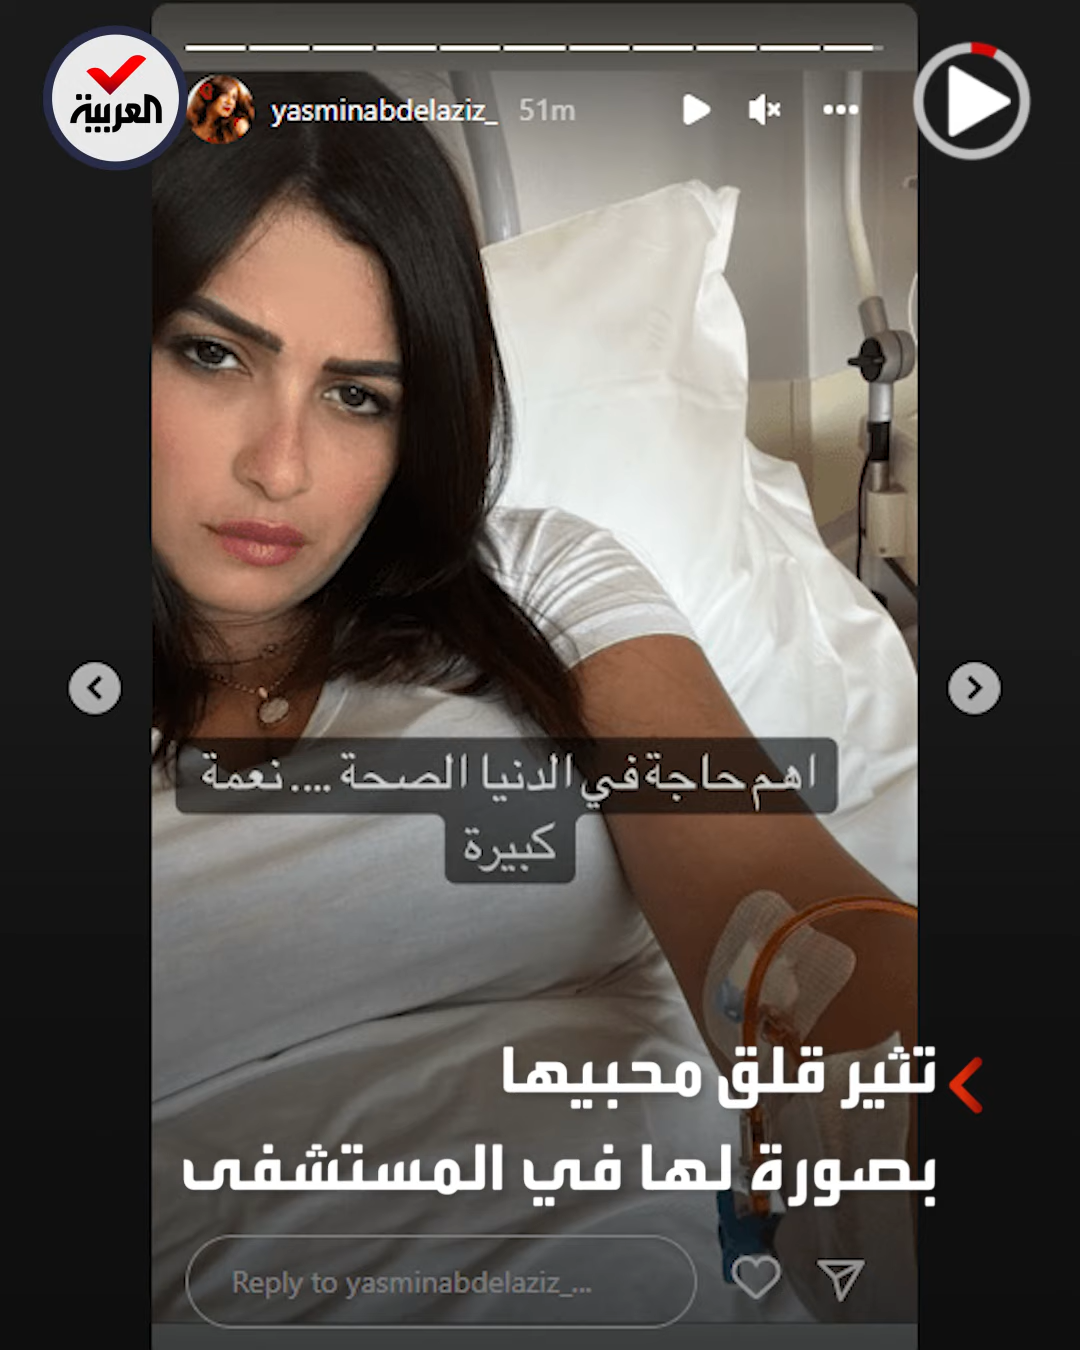 العربية
yasminabdelaziz_ 51m
اهم حاجة في الدنيا الصحة .... نعمة
كبيرة
تثير قلق محبيها
بصورة لها في المستشفى
Reply to yasminabdelaziz_...